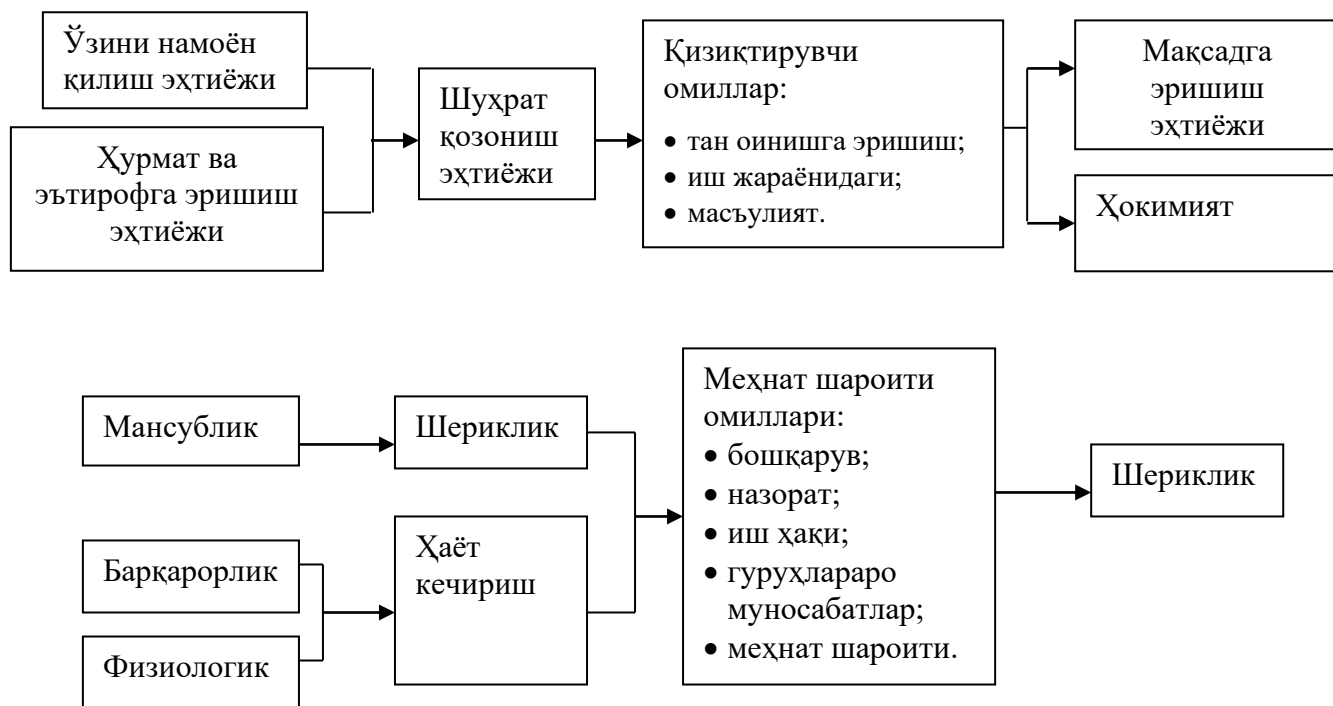 Ўзини намоён
қилиш эҳтиёжи
Ҳурмат ва
эътирофга эришиш
эҳтиёжи
Шуҳрат
қозониш
эҳтиёжи
Қизиқтирувчи
омиллар:
• тан оинишга эришиш;
• иш жараёнидаги;
• масъулият.
Мақсадга
эришиш
эҳтиёжи
Ҳокимият
Мансублик
Шериклик
Барқарорлик
Физиологик
Ҳаёт
кечириш
Меҳнат шароити
омиллари:
• бошқарув;
• назорат;
• иш ҳақи;
• гуруҳлараро
муносабатлар;
• меҳнат шароити.
Шериклик